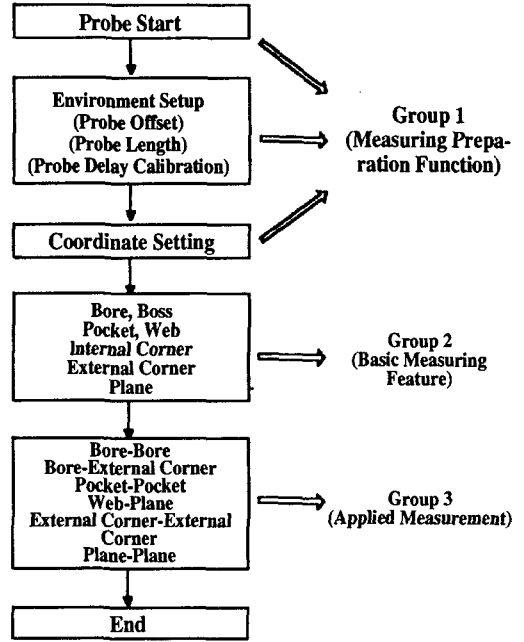 Probe Start
Environment Setup
(Probe Offset)
(Probe Length)
(Probe Delay Calibration)
Group 1
(Measuring Prepa-
ration Function)
Coordinate Setting
Bore, Boss
Pocket, Web
Internal Corner
External Corner
Plane
Group 2
(Basic Measuring
Feature)
Bore-Bore
Bore-External Corner
Pocket-Pocket
Web-Plane
External Corner-External
Corner
Plane-Plane
Group 3
(Applied Measurement)
End